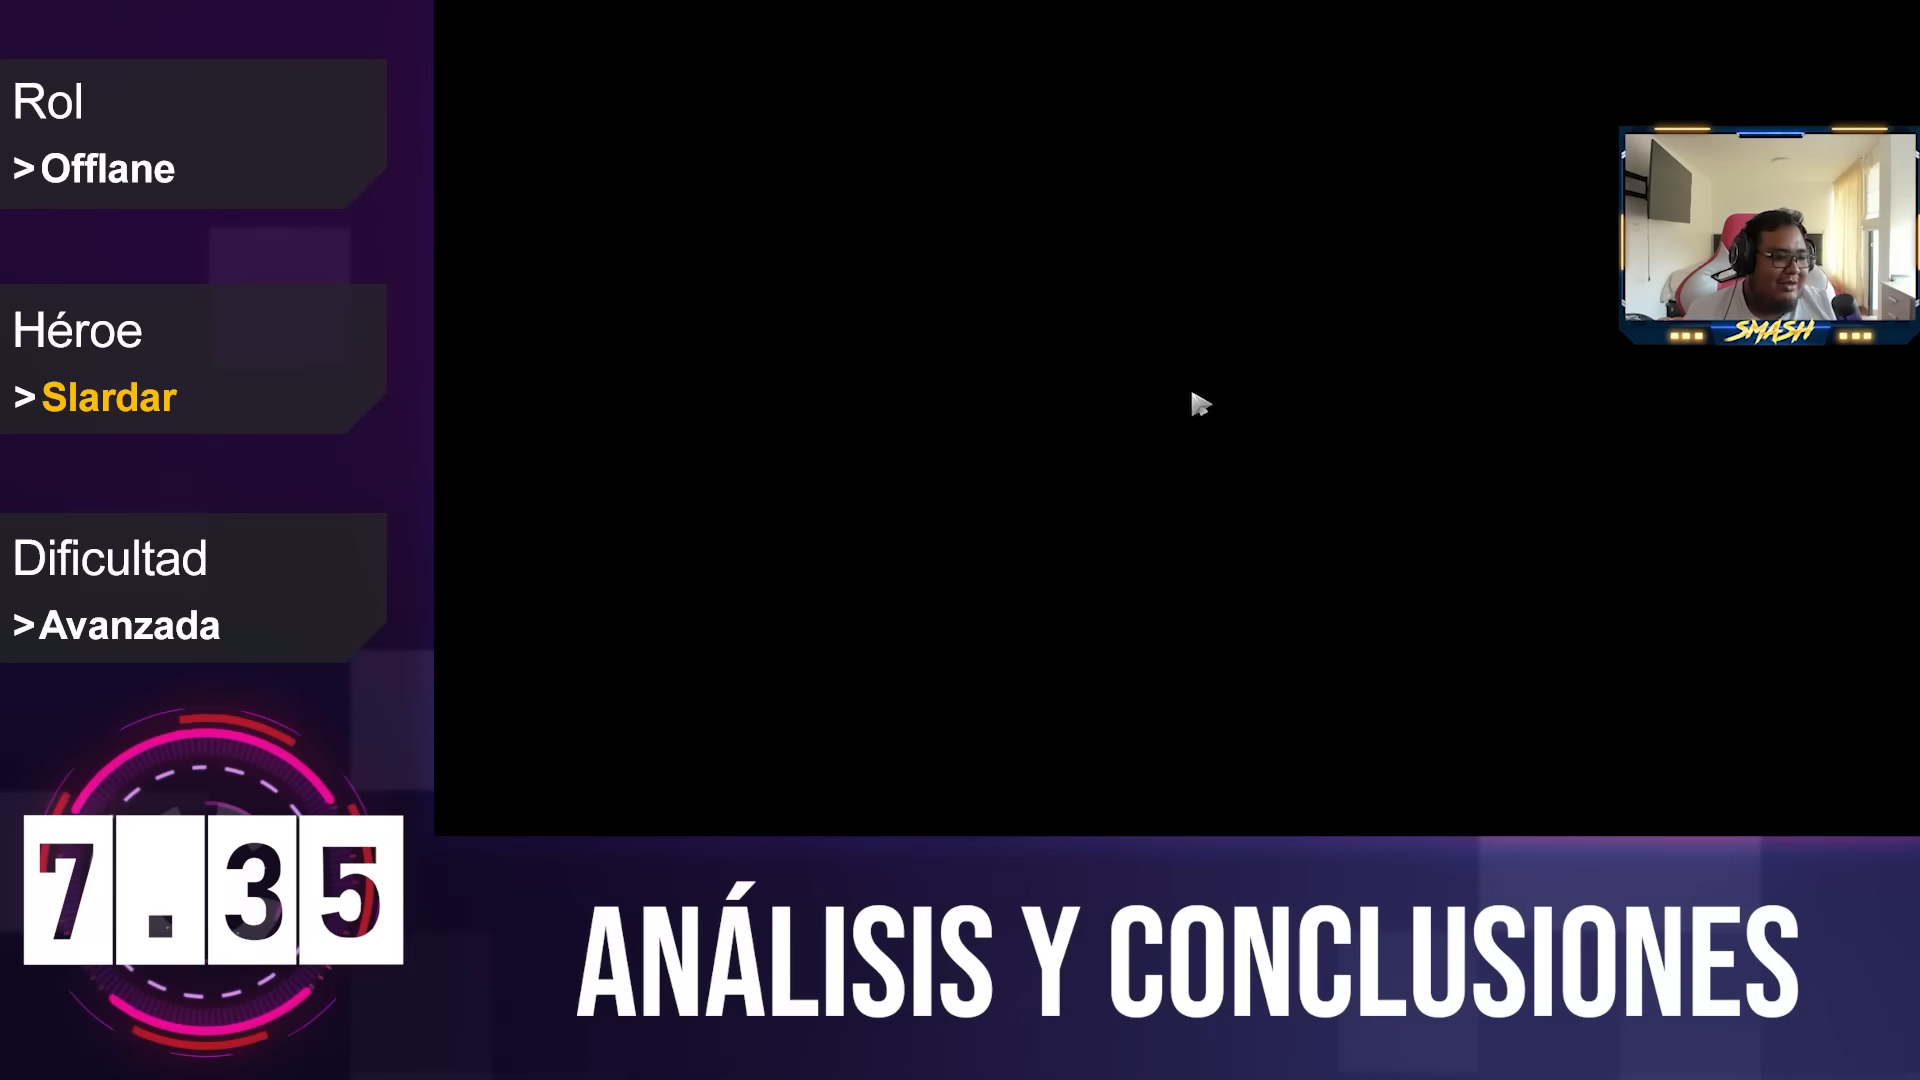 Rol
> Offlane
Héroe
> Slardar
Dificultad
> Avanzada
7.35
SMASH
ANÁLISIS Y CONCLUSIONES